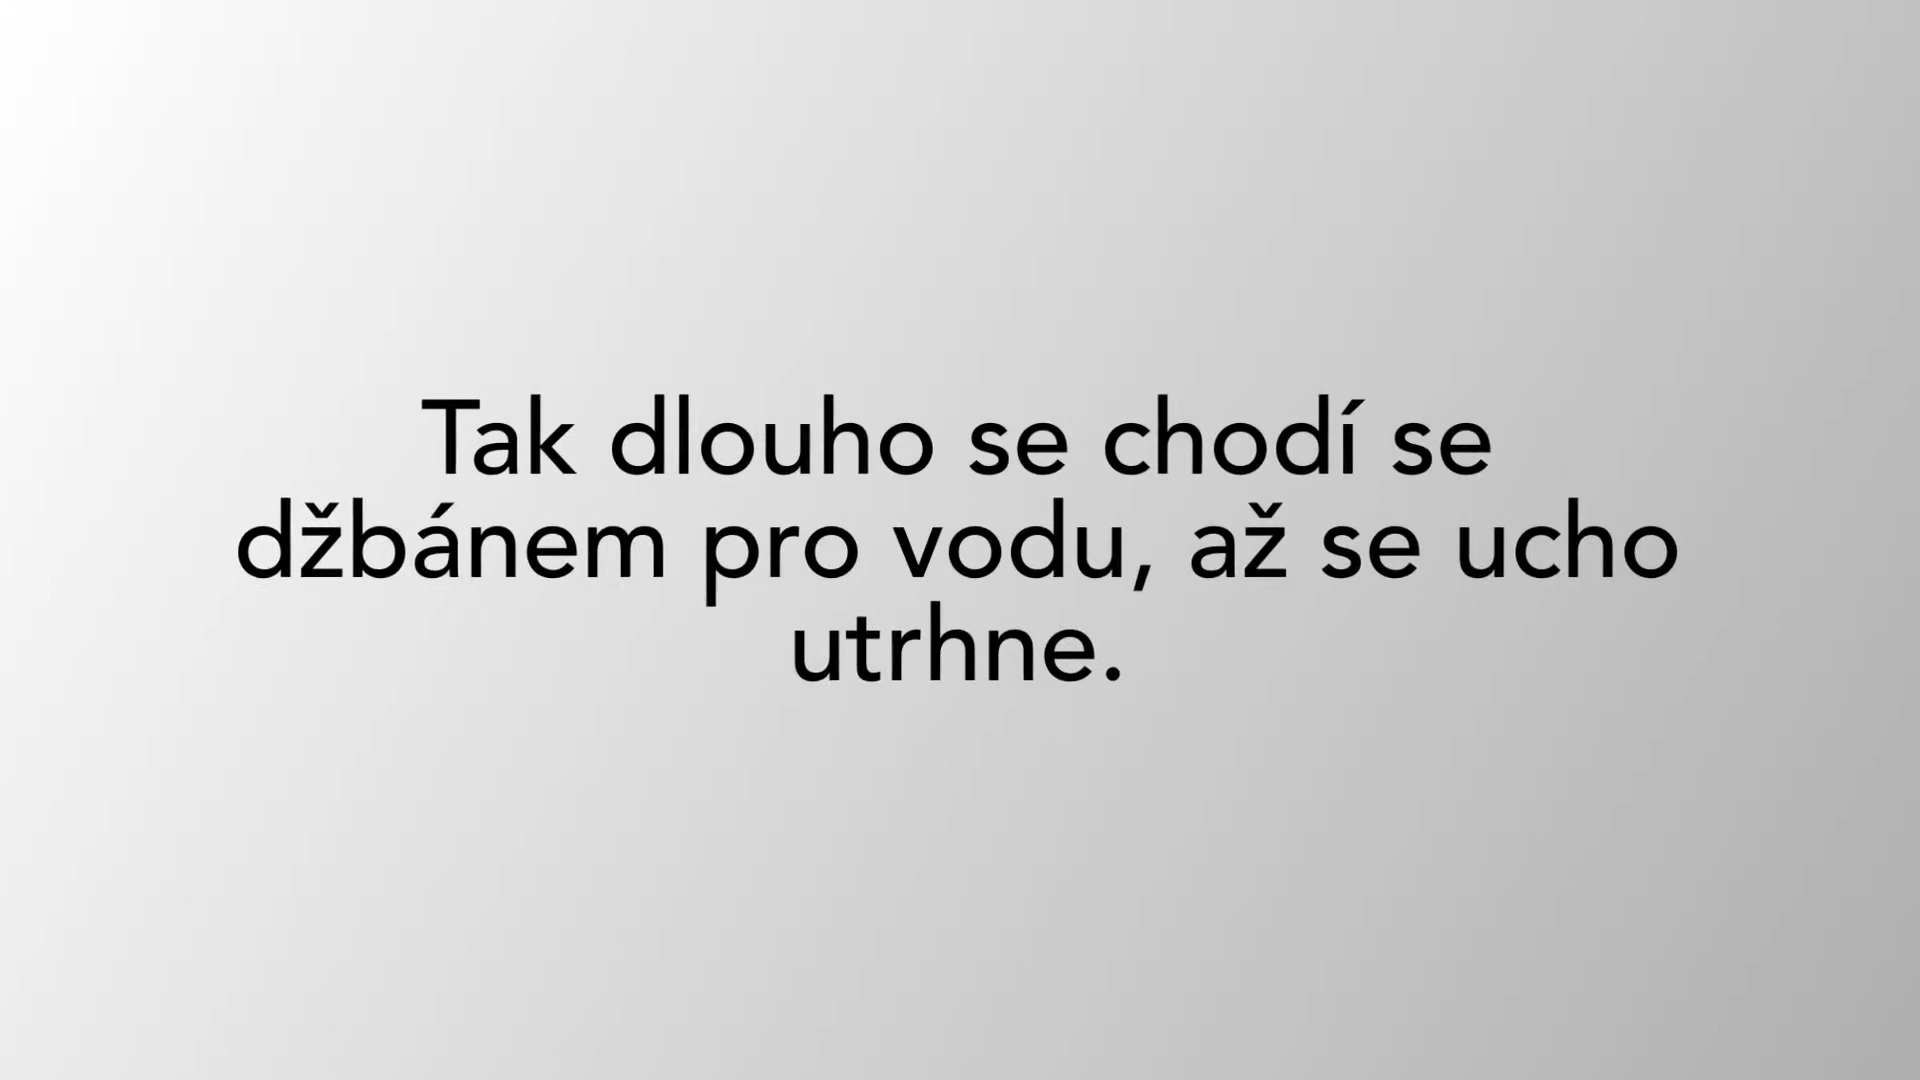 Tak dlouho se chodí se
džbánem pro vodu, až se ucho
utrhne.